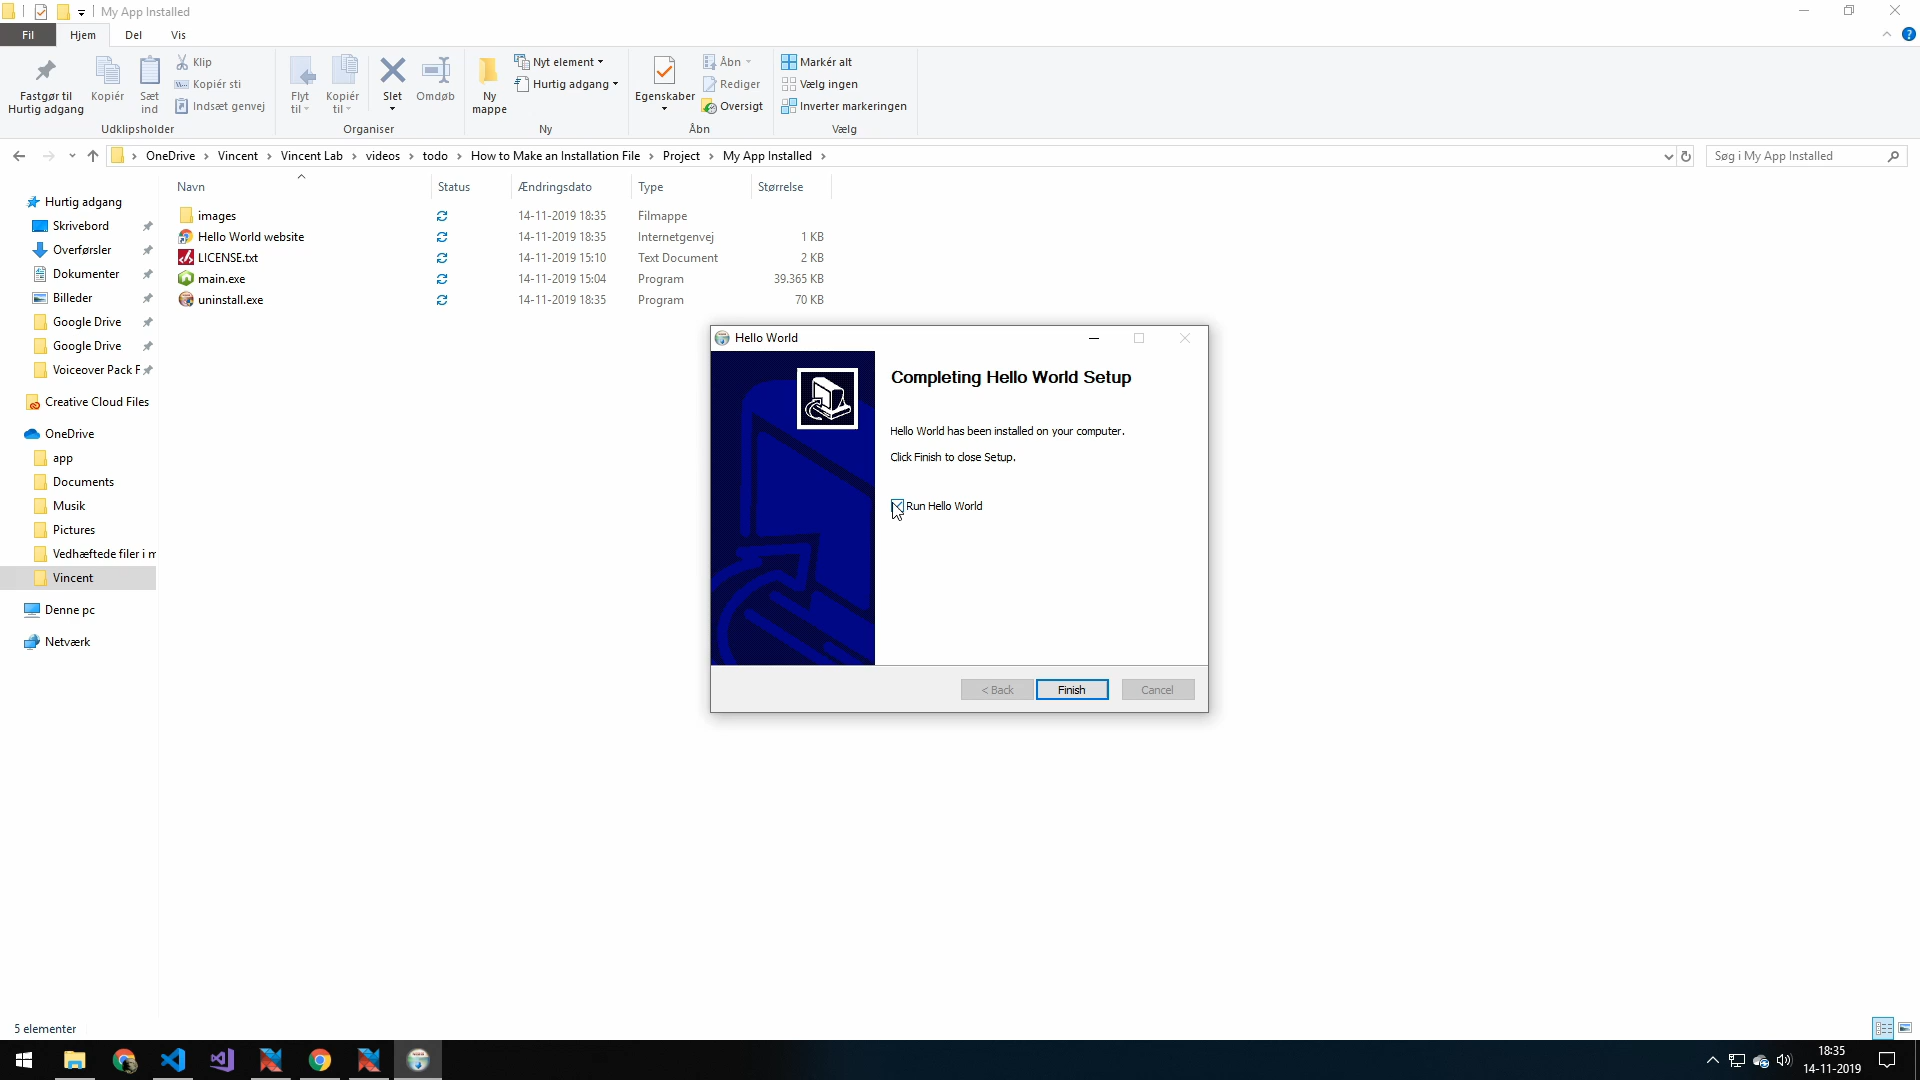 My App Installed
Fil
Hjem
Del
Vis
Fastgør til
Hurtig adgang
Kopiér
Sæt
ind
Klip
Kopiér sti
Indsæt genvej
Udklipsholder
Flyt
til
Kopiér
til
Slet
Omdøb
Organiser
Ny
mappe
Nyt element
Hurtig adgang
Ny
Egenskaber
Åbn
Rediger
Oversigt
Åbn
Markér alt
Vælg ingen
Inverter markeringen
Vælg
OneDrive > Vincent > Vincent Lab > videos > todo > How to Make an Installation File > Project > My App Installed >
Søg i My App Installed
Navn Status Ændringsdato Type Størrelse
images 14-11-2019 18:35 Filmappe
Hello World website 14-11-2019 18:35 Internetgenvej 1 KB
LICENSE.txt 14-11-2019 15:10 Text Document 2 KB
main.exe 14-11-2019 15:04 Program 39.365 KB
uninstall.exe 14-11-2019 18:35 Program 70 KB
Hurtig adgang
Skrivebord
Overførsler
Dokumenter
Billeder
Google Drive
Google Drive
Voiceover Pack F
Creative Cloud Files
OneDrive
app
Documents
Musik
Pictures
Vedhæftede filer i m
Vincent
Denne pc
Netværk
Hello World
Completing Hello World Setup
Hello World has been installed on your computer.
Click Finish to close Setup.
Run Hello World
< Back
Finish
Cancel
5 elementer
18:35
14-11-2019